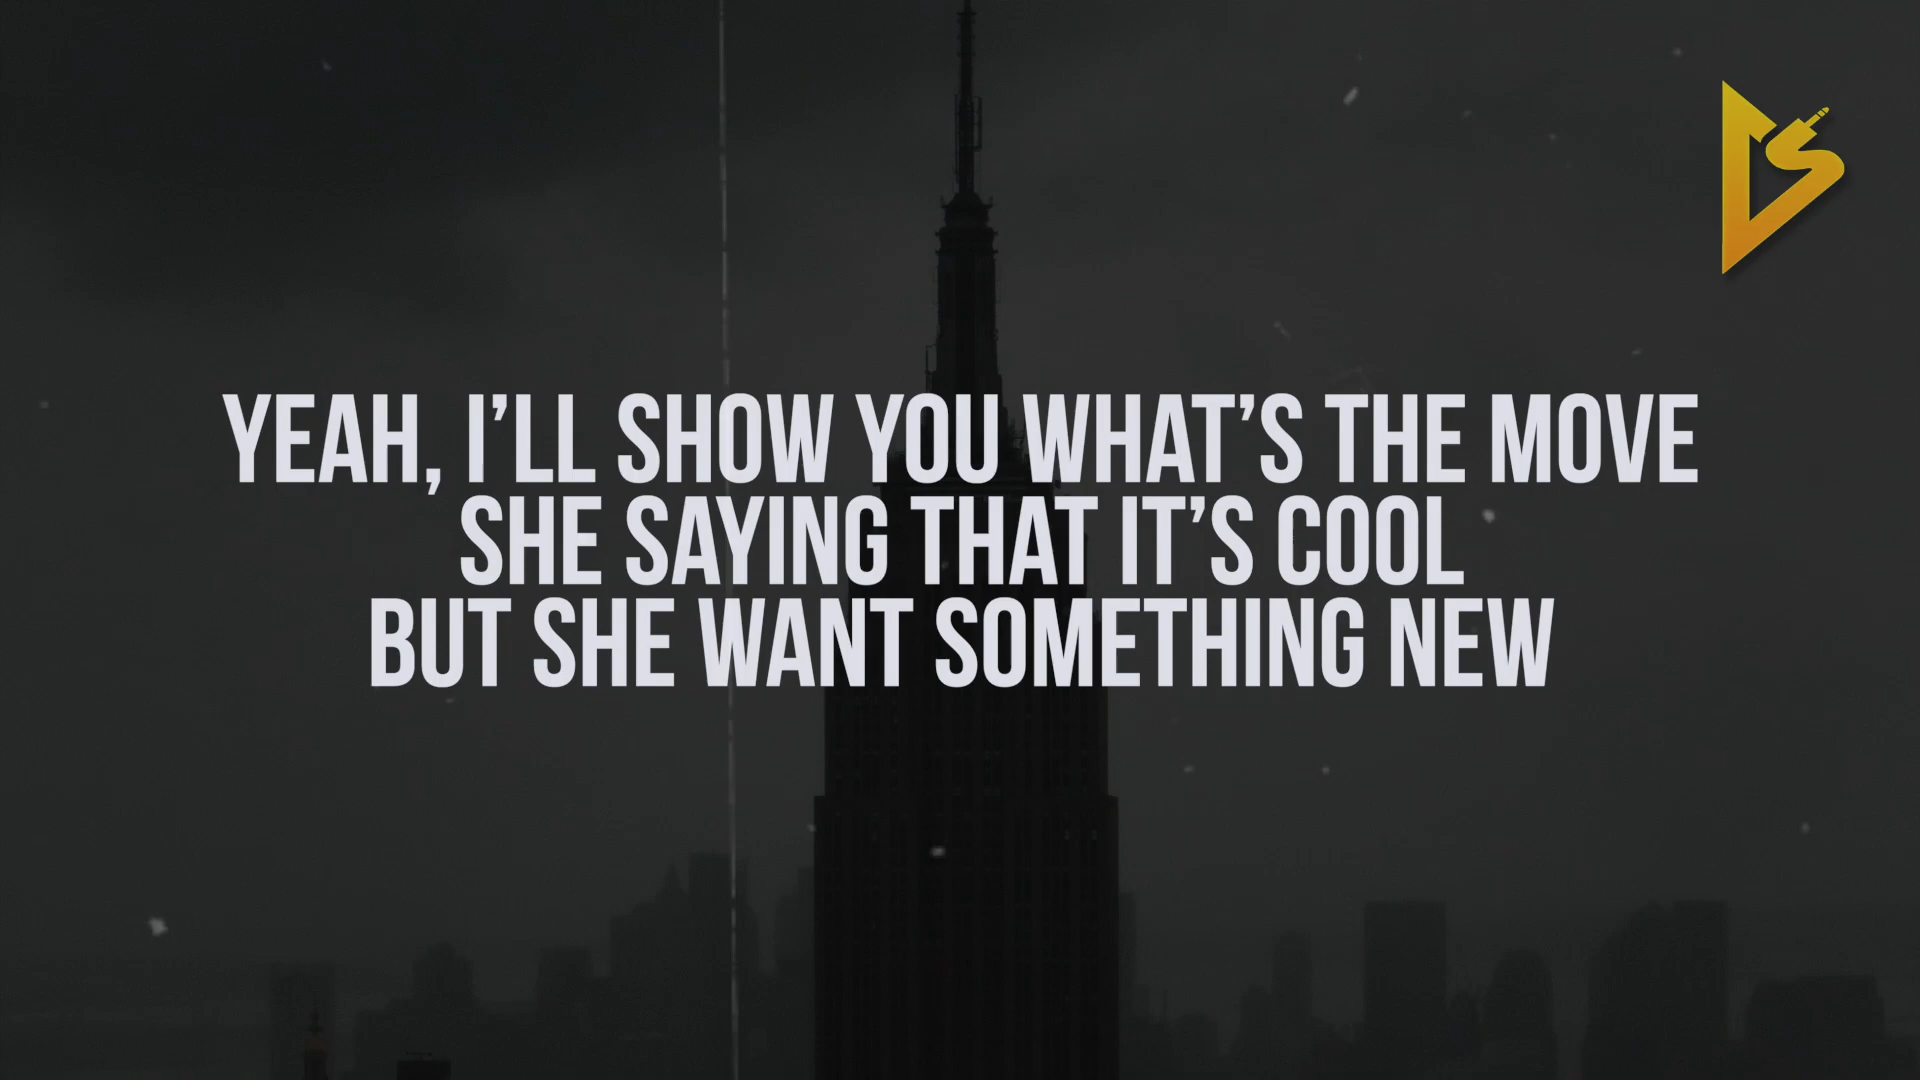 YEAH, I'LL SHOW YOU WHAT'S THE MOVE
SHE SAYING THAT IT'S COOL
BUT SHE WANT SOMETHING NEW